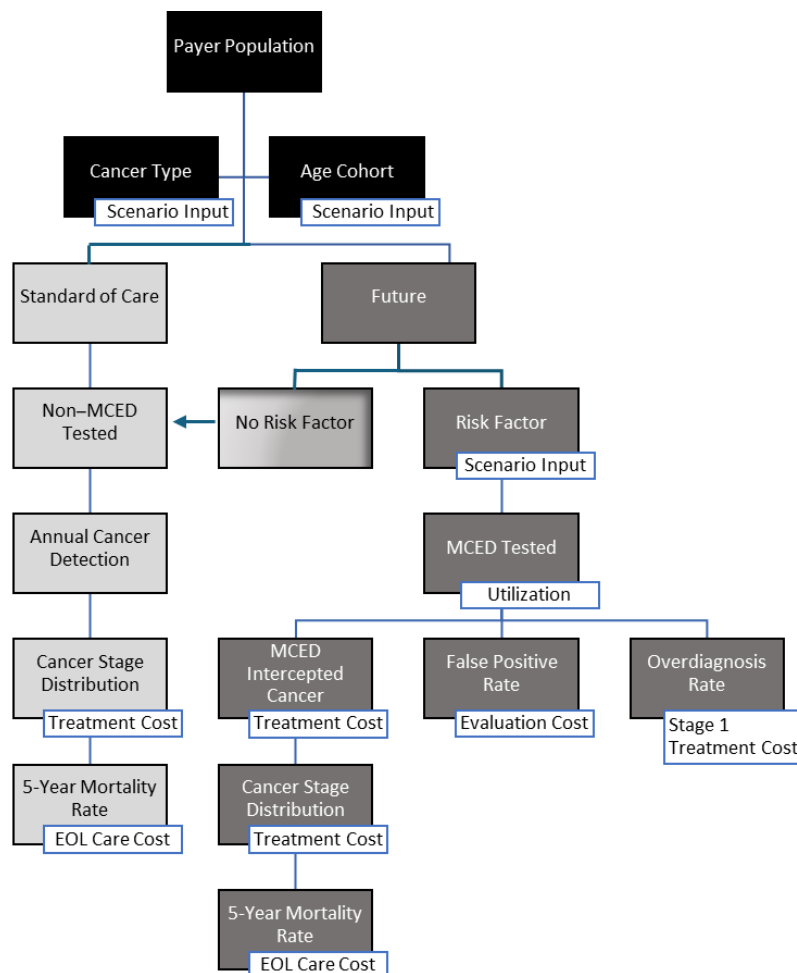 Payer Population
Cancer Type
Scenario Input
Age Cohort
Scenario Input
Standard of Care
Future
Non–MCED
Tested
No Risk Factor
Risk Factor
Scenario Input
Annual Cancer
Detection
MCED Tested
Utilization
Cancer Stage
Distribution
Treatment Cost
MCED
Intercepted
Cancer
Treatment Cost
False Positive
Rate
Evaluation Cost
Overdiagnosis
Rate
Stage 1
Treatment Cost
5-Year Mortality
Rate
EOL Care Cost
Cancer Stage
Distribution
Treatment Cost
5-Year Mortality
Rate
EOL Care Cost